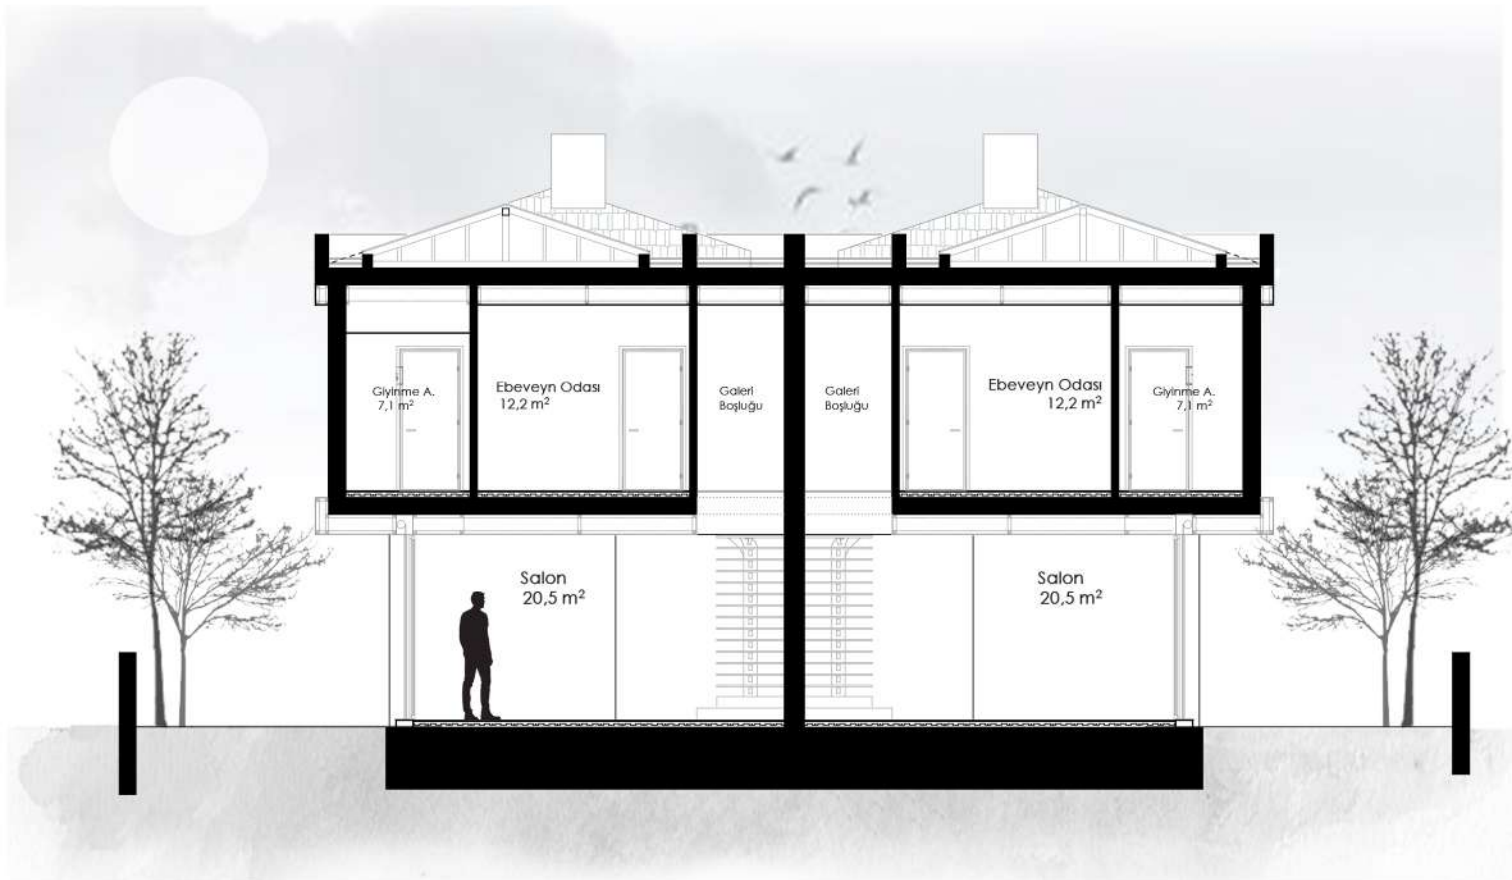 Giyinme A.
7,1 m²
Ebeveyn Odası
12,2 m²
Galeri
Boşluğu
Galeri
Boşluğu
Ebeveyn Odası
12,2 m²
Giyinme A.
7,1 m²
Salon
20,5 m²
Salon
20,5 m²